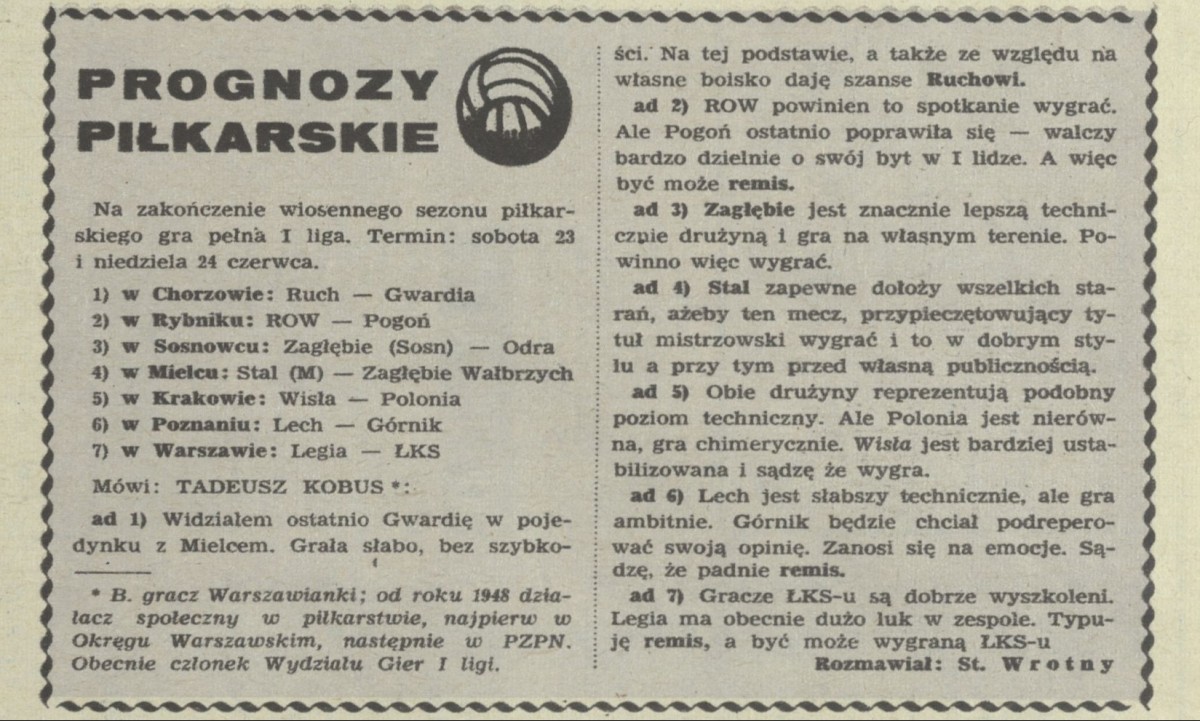 PROGNOZY
PIŁKARSKIE
Na zakończenie wiosennego sezonu piłkar-
skiego gra pełna I liga. Termin: sobota 23
i niedziela 24 czerwca.
1) w Chorzowie: Ruch — Gwardia
2) w Rybniku: ROW — Pogoń
3) w Sosnowcu: Zagłębie (Sosn) — Odra
4) w Mielcu: Stal (M) — Zagłębie Wałbrzych
5) w Krakowie: Wisła — Polonia
6) w Poznaniu: Lech — Górnik
7) w Warszawie: Legia — ŁKS
Mówi: TADEUSZ KOBUS *:
ad 1) Widziałem ostatnio Gwardię w poje-
dynku z Mielcem. Grała słabo, bez szybko-
* B. gracz Warszawianki; od roku 1948 dzia-
łacz społeczny w piłkarstwie, najpierw w
Okręgu Warszawskim, następnie w PZPN.
Obecnie członek Wydziału Gier I ligi.
ści. Na tej podstawie, a także ze względu na
własne boisko daję szanse Ruchowi.
ad 2) ROW powinien to spotkanie wygrać.
Ale Pogoń ostatnio poprawiła się — walczy
bardzo dzielnie o swój byt w I lidze. A więc
być może remis.
ad 3) Zagłębie jest znacznie lepszą techni-
cznie drużyną i gra na własnym terenie. Po-
winno więc wygrać.
ad 4) Stal zapewne dołoży wszelkich sta-
rań, ażeby ten mecz, przypieczętowujący ty-
tuł mistrzowski wygrać i to w dobrym sty-
lu a przy tym przed własną publicznością.
ad 5) Obie drużyny reprezentują podobny
poziom techniczny. Ale Polonia jest nierów-
na, gra chimerycznie. Wisła jest bardziej usta-
bilizowana i sądzę że wygra.
ad 6) Lech jest słabszy technicznie, ale gra
ambitnie. Górnik będzie chciał podrepero-
wać swoją opinię. Zanosi się na emocje. Są-
dzę, że padnie remis.
ad 7) Gracze ŁKS-u są dobrze wyszkoleni.
Legia ma obecnie dużo luk w zespole. Typu-
ję remis, a być może wygraną ŁKS-u
Rozmawiał: St. Wrotny